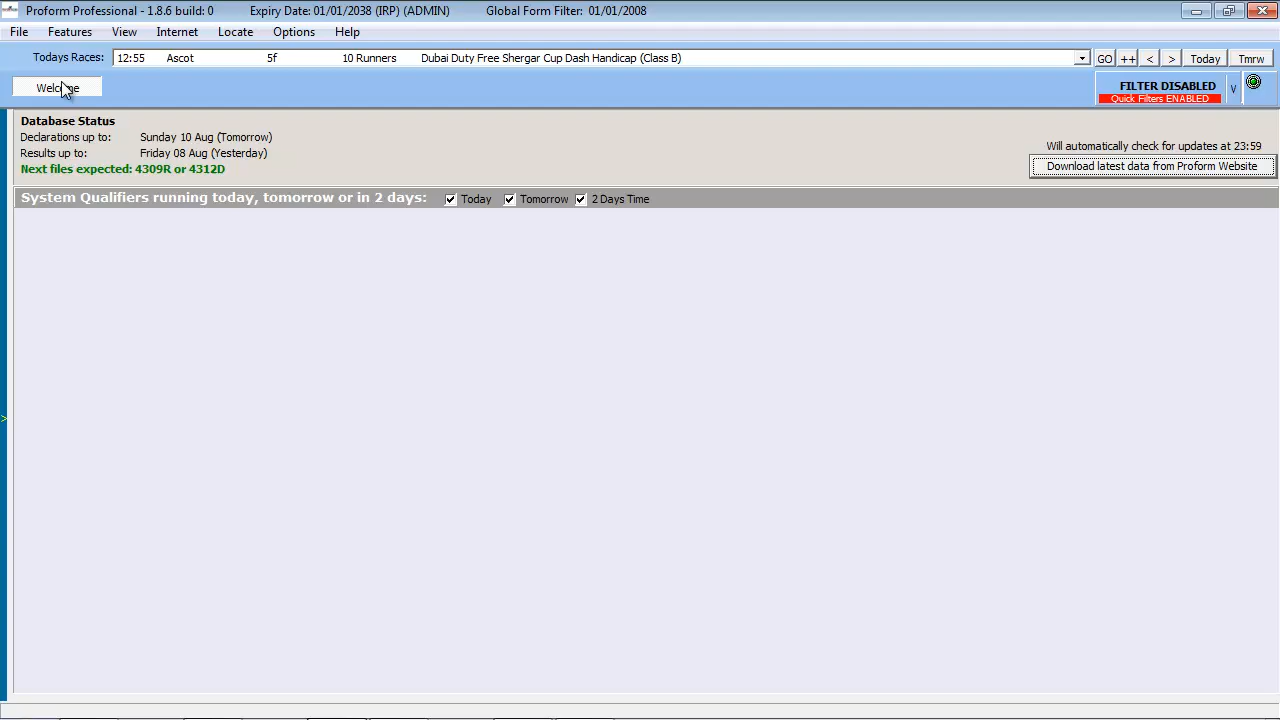 Proform Professional - 1.8.6 build: 0 Expiry Date: 01/01/2038 (IRP) (ADMIN) Global Form Filter: 01/01/2008
File Features View Internet Locate Options Help
Todays Races: 12:55 Ascot 5f 10 Runners Dubai Duty Free Shergar Cup Dash Handicap (Class B) GO ++ < > Today Tmrw
Welcome FILTER DISABLED V
Quick Filters ENABLED
Database Status
Declarations up to: Sunday 10 Aug (Tomorrow)
Will automatically check for updates at 23:59
Results up to: Friday 08 Aug (Yesterday)
Download latest data from Proform Website
Next files expected: 4309R or 4312D
System Qualifiers running today, tomorrow or in 2 days: Today Tomorrow 2 Days Time
>